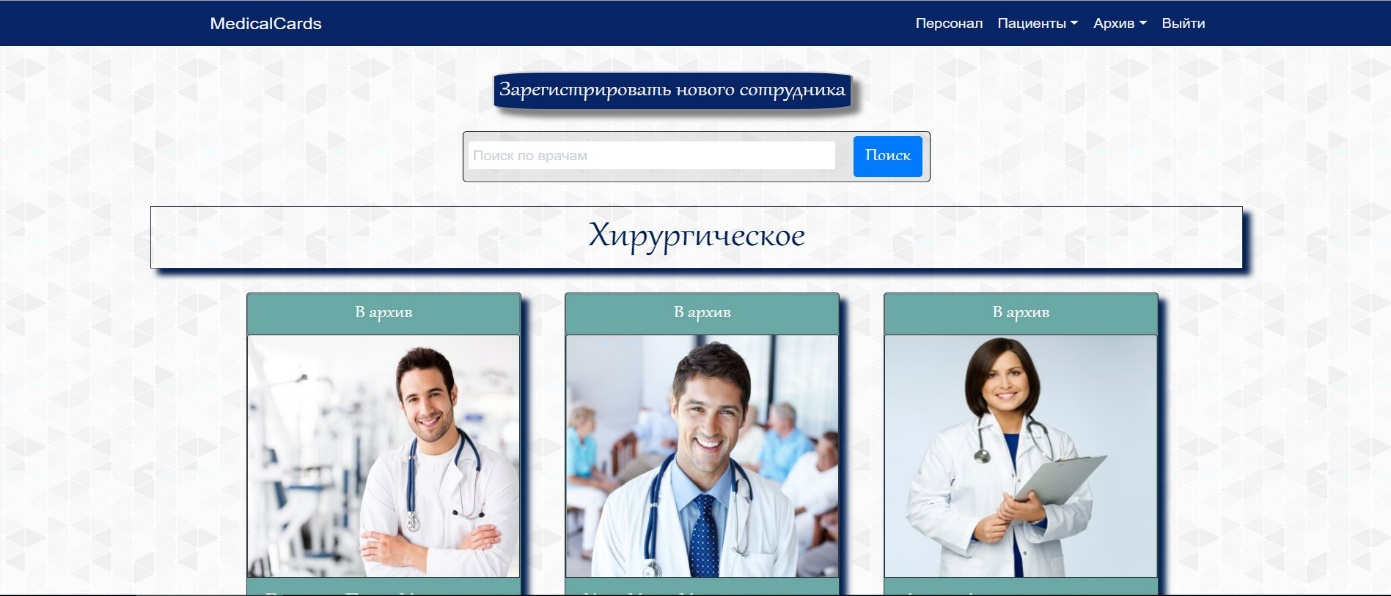 MedicalCards Персонал Пациенты Архив Выйти
Зарегистрировать нового сотрудника
Поиск по врачам Поиск
Хирургическое
В архив В архив В архив